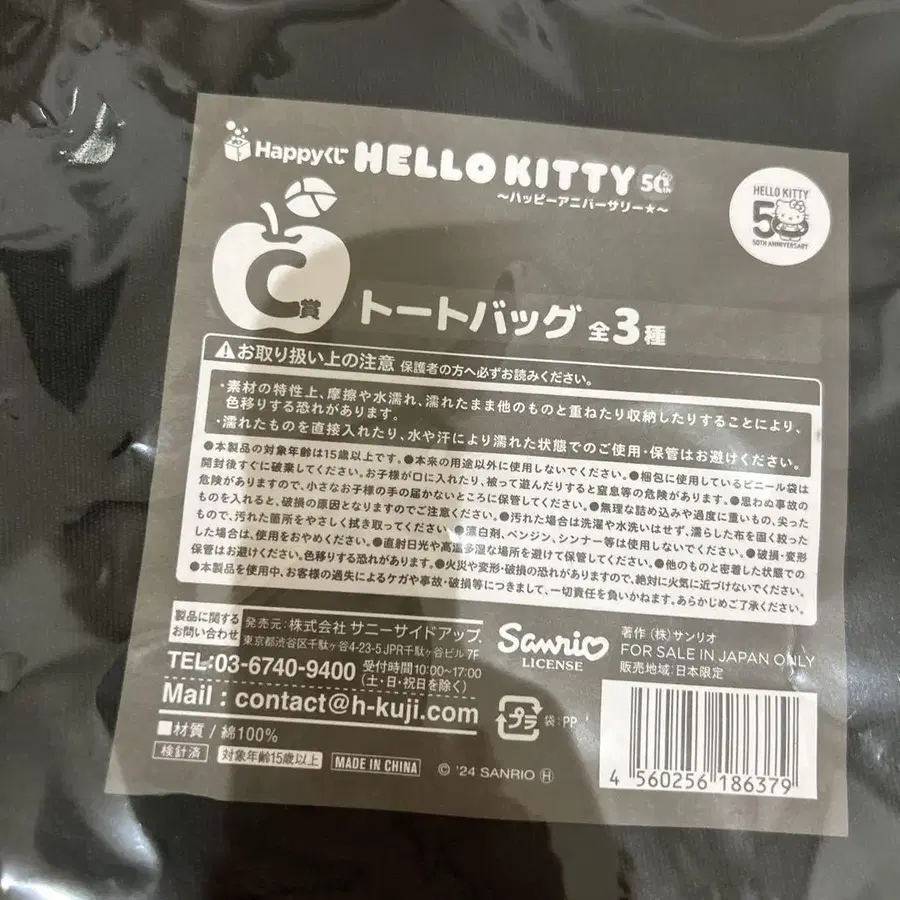 Happyくじ HELLO KITTY 50th
～ハッピーアニバーサリー★～
HELLO KITTY
50
50TH ANNIVERSARY
C賞 トートバッグ 全3種
お取り扱い上の注意 保護者の方へ必ずお読みください。
・素材の特性上、摩擦や水濡れ、濡れたまま他のものと重ねたり収納したりすることにより、
色移りする恐れがあります。
・濡れたものを直接入れたり、水や汗により濡れた状態でのご使用・保管はお避けください。
●本製品の対象年齢は15歳以上です。●本来の用途以外に使用しないでください。●梱包に使用しているビニール袋は
開封後すぐに破棄してください。お子様が口に入れたり、被って遊んだりすると窒息等の危険があります。●思わぬ事故の
危険がありますので、小さなお子様の手の届かないところに保管してください。●無理な詰め込みや過度に重いもの、尖った
ものを入れると、破損の原因となりますのでご注意ください。●汚れた場合は洗濯や水洗いはせず、濡らした布を固く絞った
もので、汚れた箇所をやさしく拭き取ってください。●漂白剤、ベンジン、シンナー等は使用しないでください。●破損・変形
した場合は、使用をおやめください。●直射日光や高温多湿な場所を避けて保管してください。●他のものと密着した状態での
保管はお避けください。色移りする恐れがあります。●火災や変形・破損の恐れがありますので、絶対に火気に近づけないでください。
●本製品を使用中、お客様の過失によるケガや事故・破損等につきまして、一切責任を負いかねます。あらかじめご了承ください。
製品に関する
お問い合わせ
発売元:株式会社 サニーサイドアップ
東京都渋谷区千駄ヶ谷4-23-5 JPR千駄ヶ谷ビル 7F
TEL:03-6740-9400 受付時間10:00〜17:00
(土・日・祝日を除く)
Mail : contact@h-kuji.com
■材質 / 綿100%
検針済 対象年齢15歳以上 MADE IN CHINA © '24 SANRIO Ⓗ
Sanrio
LICENSE
著作 (株)サンリオ
FOR SALE IN JAPAN ONLY
販売地域:日本限定
プラ 袋:PP
4 560256 186379